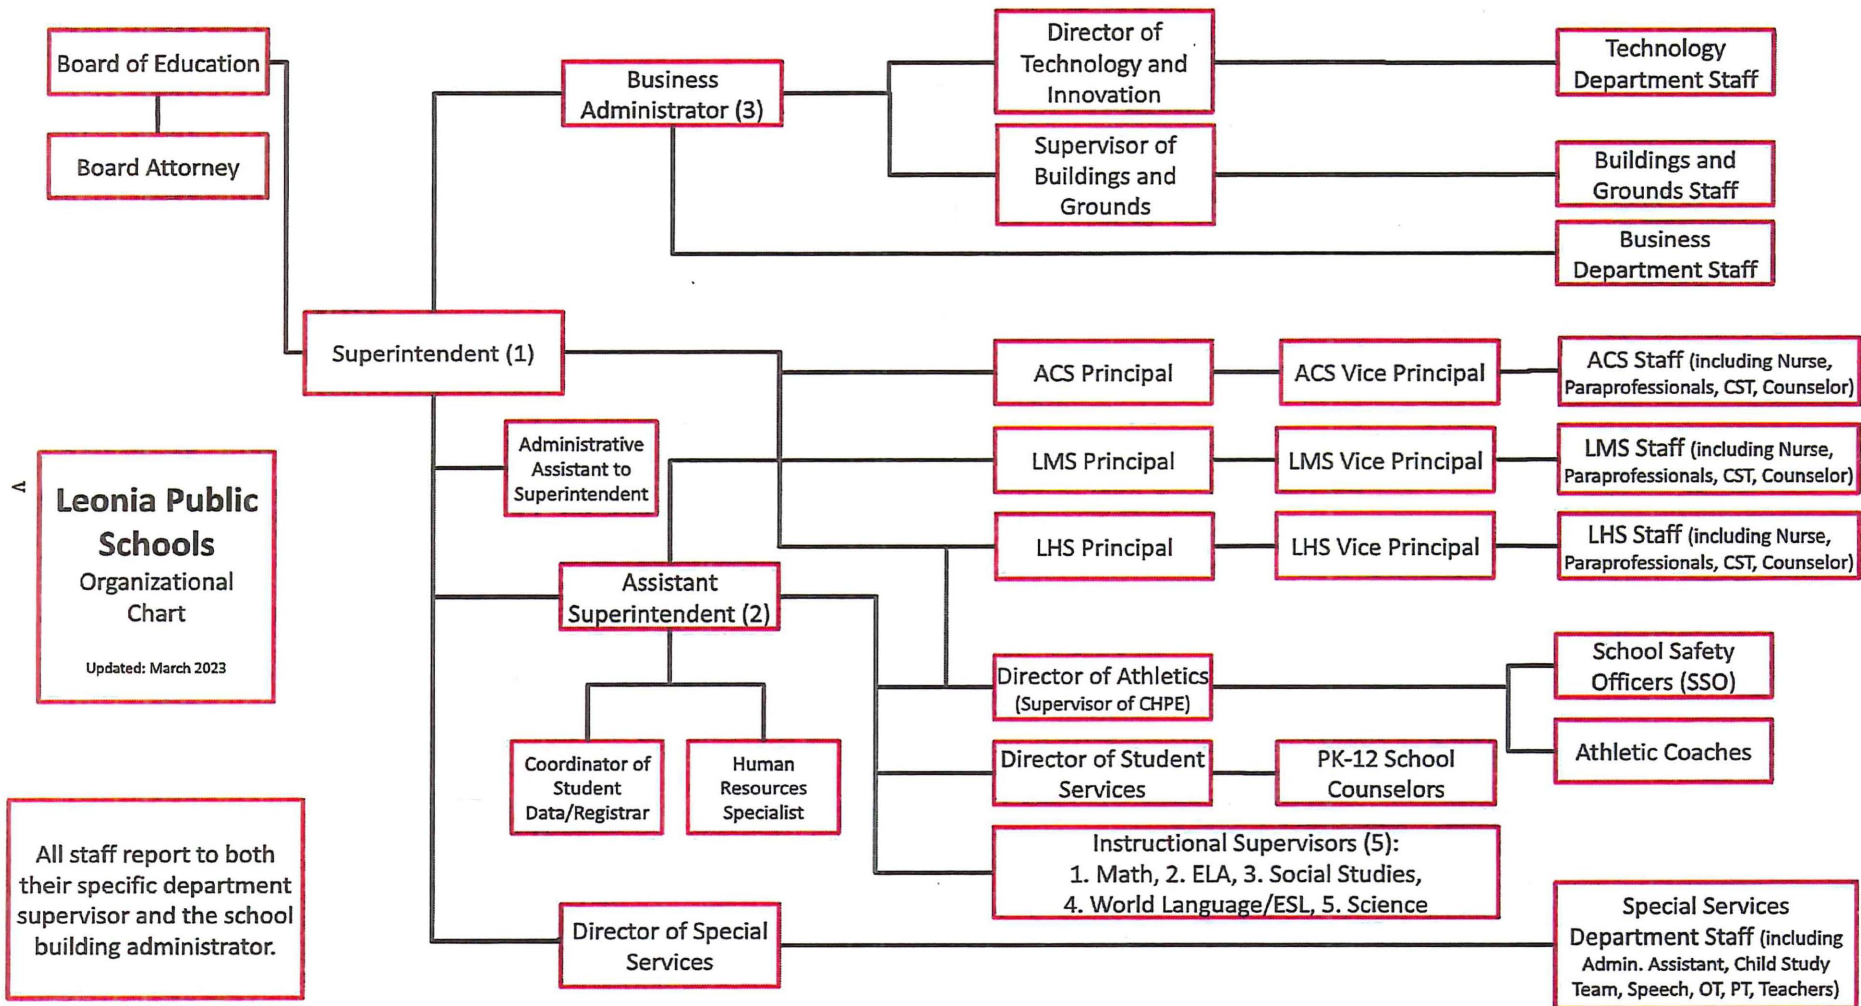 Board of Education
Board Attorney
Business
Administrator (3)
Director of
Technology and
Innovation
Technology
Department Staff
Supervisor of
Buildings and
Grounds
Buildings and
Grounds Staff
Business
Department Staff
Superintendent (1)
ACS Principal
ACS Vice Principal
ACS Staff (including Nurse,
Paraprofessionals, CST, Counselor)
Administrative
Assistant to
Superintendent
LMS Principal
LMS Vice Principal
LMS Staff (including Nurse,
Paraprofessionals, CST, Counselor)
Leonia Public
Schools
Organizational
Chart
Updated: March 2023
LHS Principal
LHS Vice Principal
LHS Staff (including Nurse,
Paraprofessionals, CST, Counselor)
Assistant
Superintendent (2)
Director of Athletics
(Supervisor of CHPE)
School Safety
Officers (SSO)
Athletic Coaches
Coordinator of
Student
Data/Registrar
Human
Resources
Specialist
Director of Student
Services
PK-12 School
Counselors
Instructional Supervisors (5):
1. Math, 2. ELA, 3. Social Studies,
4. World Language/ESL, 5. Science
All staff report to both
their specific department
supervisor and the school
building administrator.
Director of Special
Services
Special Services
Department Staff (including
Admin. Assistant, Child Study
Team, Speech, OT, PT, Teachers)